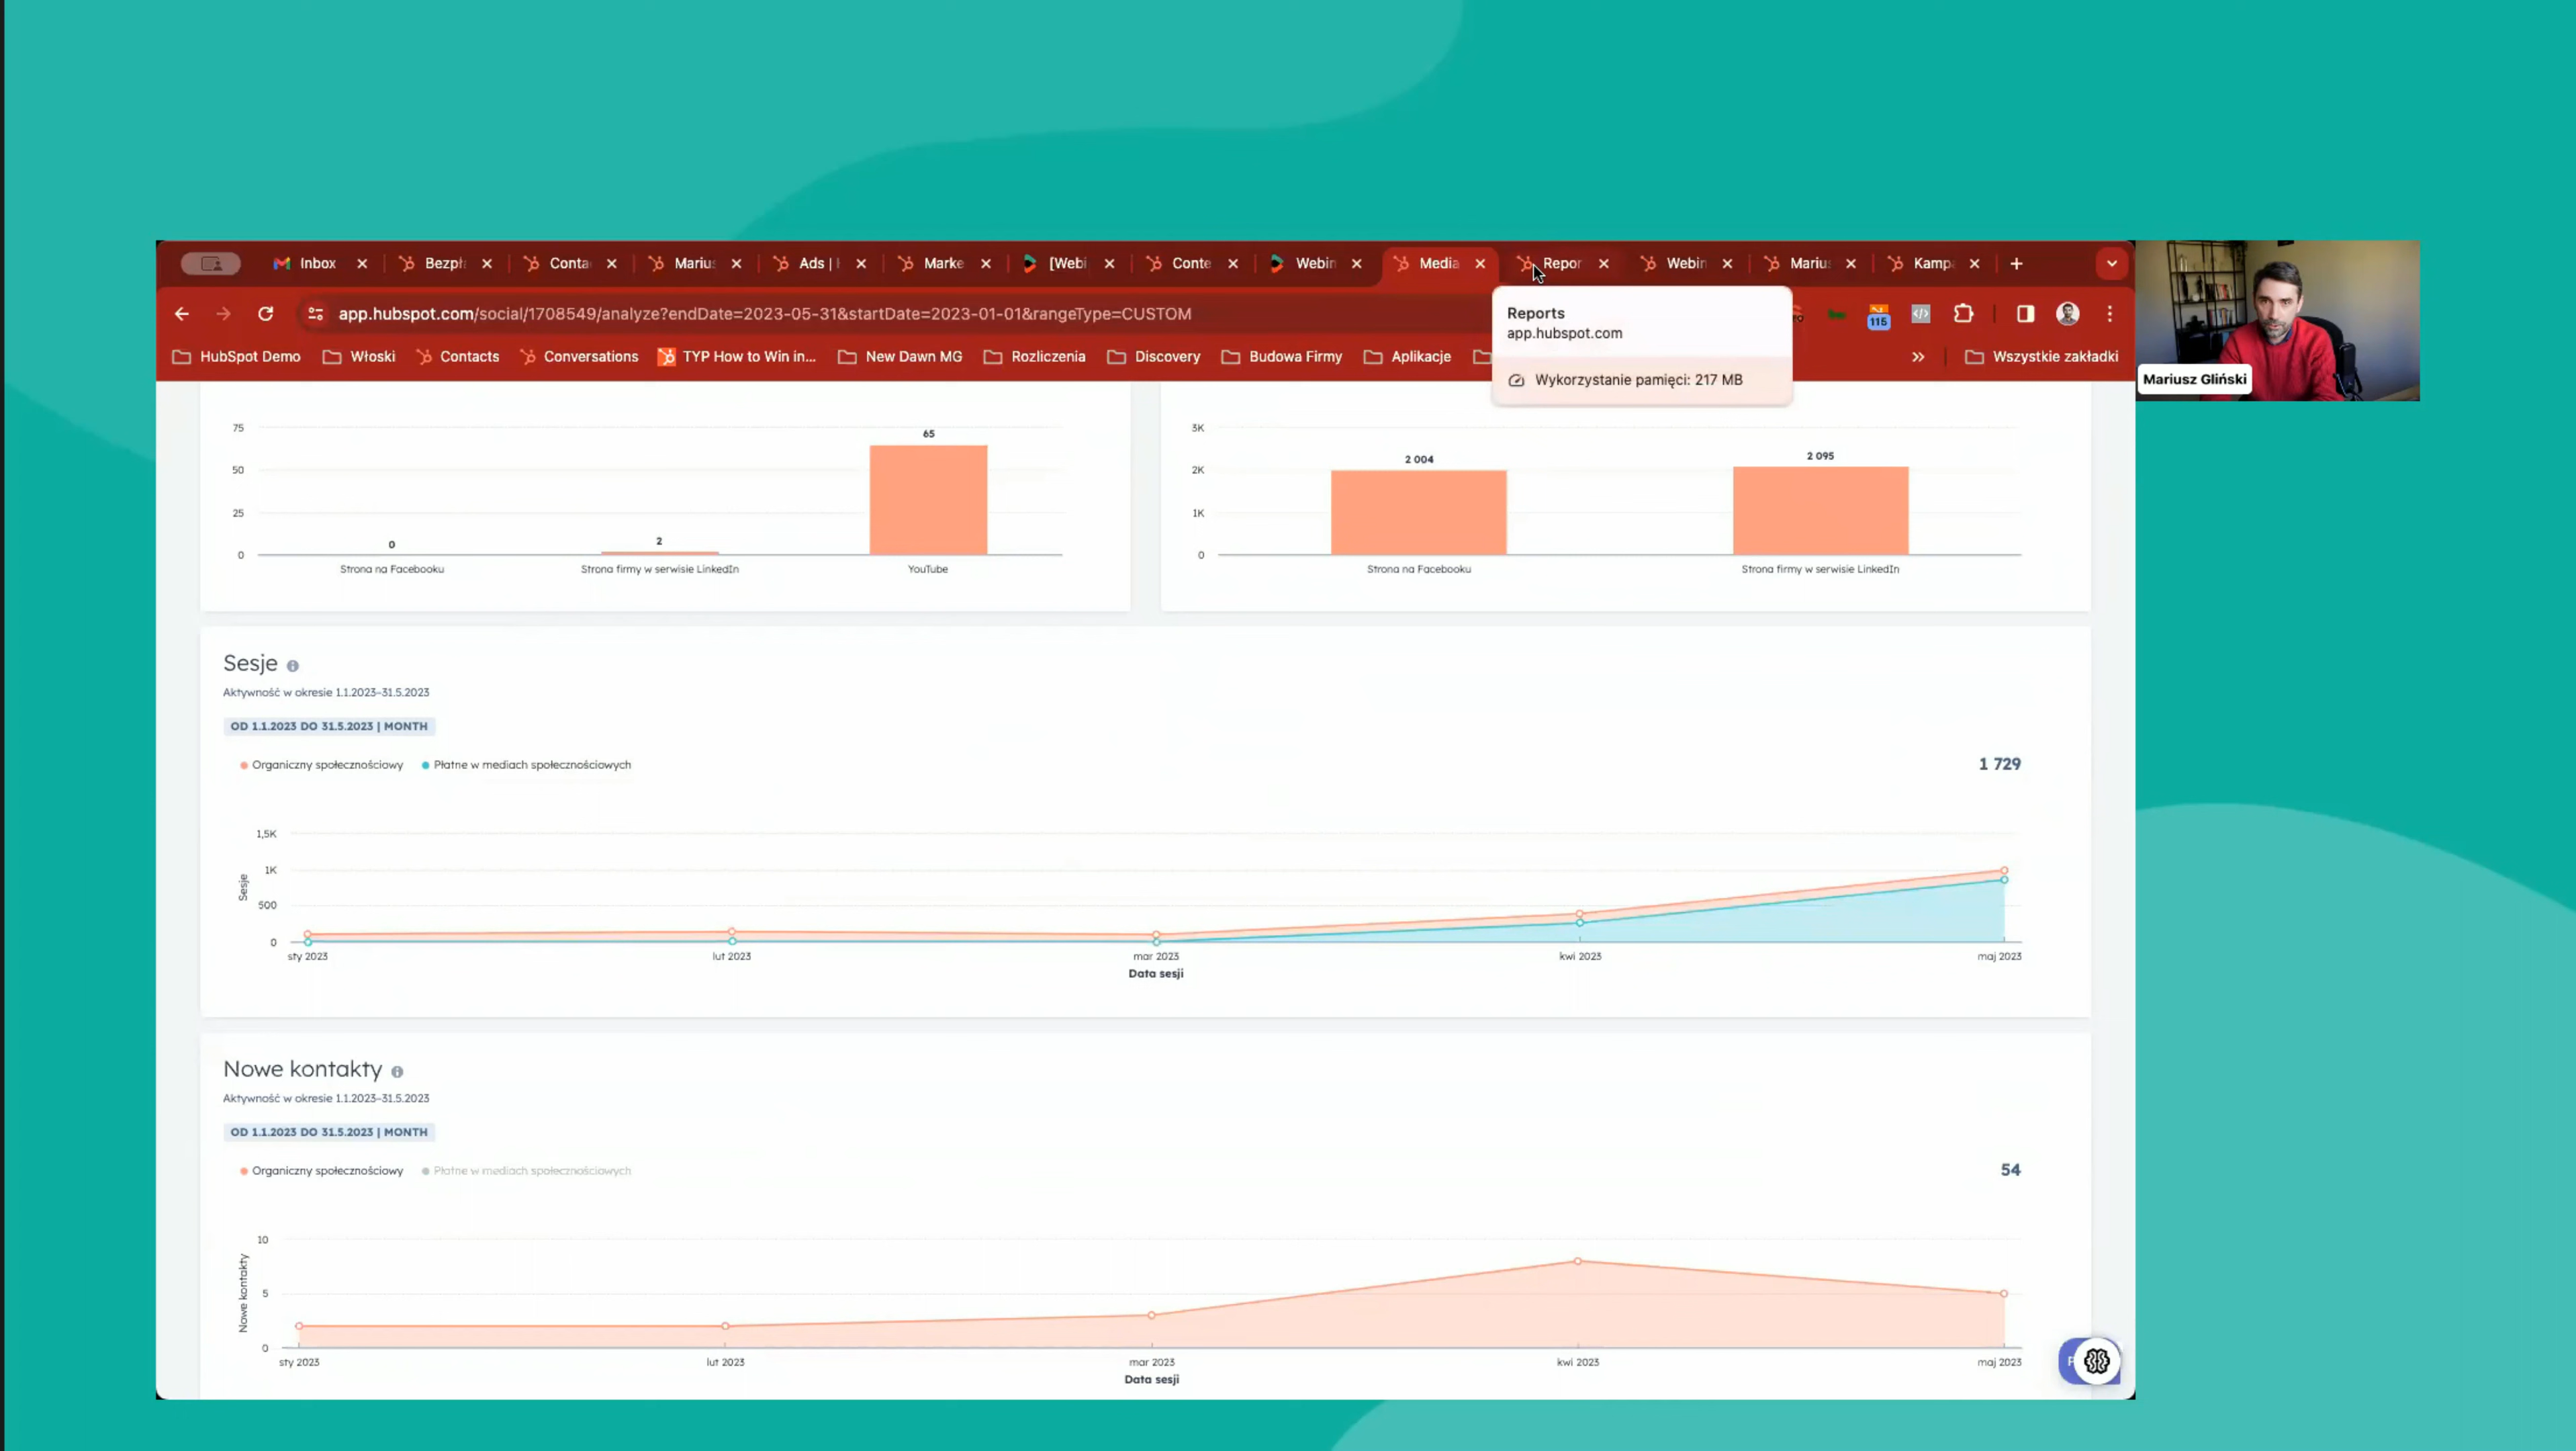 Inbox Bezpł Conta Mariu Ads | Marke [Webi Conte Webin Media Repor Webin Mariu Kampa
app.hubspot.com/social/1708549/analyze?endDate=2023-05-31&startDate=2023-01-01&rangeType=CUSTOM
115
Reports
app.hubspot.com
Wykorzystanie pamięci: 217 MB
HubSpot Demo Włoski Contacts Conversations TYP How to Win in... New Dawn MG Rozliczenia Discovery Budowa Firmy Aplikacje » Wszystkie zakładki
Mariusz Gliński
75
50
25
0
0
2
65
Strona na Facebooku Strona firmy w serwisie LinkedIn YouTube
3K
2K
1K
0
2 004
2 095
Strona na Facebooku Strona firmy w serwisie LinkedIn
Sesje
Aktywność w okresie 1.1.2023–31.5.2023
OD 1.1.2023 DO 31.5.2023 | MONTH
Organiczny społecznościowy Płatne w mediach społecznościowych
1 729
1,5K
1K
500
0
Sesje
sty 2023 lut 2023 mar 2023 kwi 2023 maj 2023
Data sesji
Nowe kontakty
Aktywność w okresie 1.1.2023–31.5.2023
OD 1.1.2023 DO 31.5.2023 | MONTH
Organiczny społecznościowy Płatne w mediach społecznościowych
54
10
5
0
Nowe kontakty
sty 2023 lut 2023 mar 2023 kwi 2023 maj 2023
Data sesji